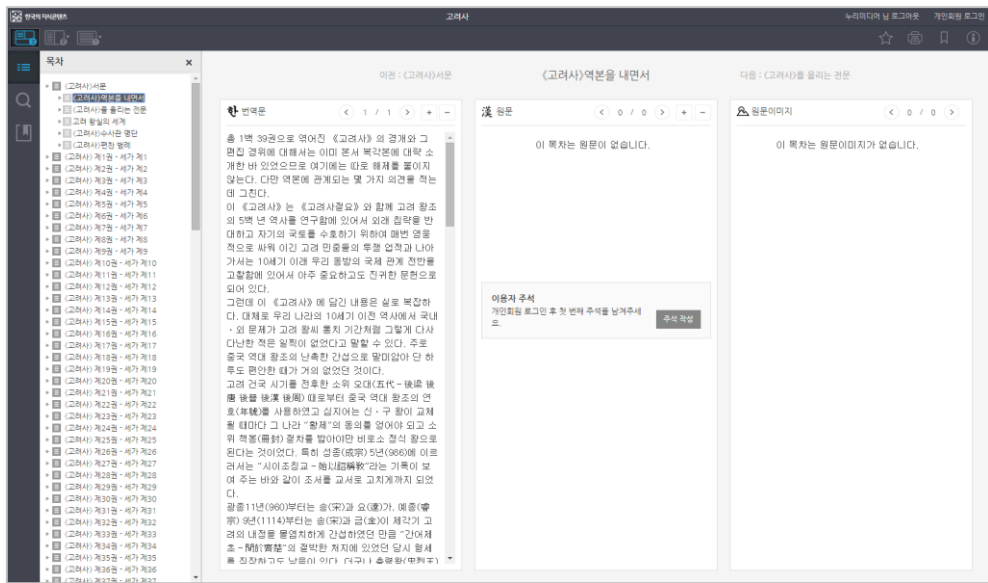 한국의 지식콘텐츠
고려사
누리미디어 님 로그아웃 개인회원 로그인
목차 ×
《고려사》서문
《고려사》역본을 내면서
《고려사》를 올리는 전문
고려 왕실의 세계
《고려사》수사관 명단
《고려사》편찬 범례
《고려사》 제1권 - 세가 제1
《고려사》 제2권 - 세가 제2
《고려사》 제3권 - 세가 제3
《고려사》 제4권 - 세가 제4
《고려사》 제5권 - 세가 제5
《고려사》 제6권 - 세가 제6
《고려사》 제7권 - 세가 제7
《고려사》 제8권 - 세가 제8
《고려사》 제9권 - 세가 제9
《고려사》 제10권 - 세가 제10
《고려사》 제11권 - 세가 제11
《고려사》 제12권 - 세가 제12
《고려사》 제13권 - 세가 제13
《고려사》 제14권 - 세가 제14
《고려사》 제15권 - 세가 제15
《고려사》 제16권 - 세가 제16
《고려사》 제17권 - 세가 제17
《고려사》 제18권 - 세가 제18
《고려사》 제19권 - 세가 제19
《고려사》 제20권 - 세가 제20
《고려사》 제21권 - 세가 제21
《고려사》 제22권 - 세가 제22
《고려사》 제23권 - 세가 제23
《고려사》 제24권 - 세가 제24
《고려사》 제25권 - 세가 제25
《고려사》 제26권 - 세가 제26
《고려사》 제27권 - 세가 제27
《고려사》 제28권 - 세가 제28
《고려사》 제29권 - 세가 제29
《고려사》 제30권 - 세가 제30
《고려사》 제31권 - 세가 제31
《고려사》 제32권 - 세가 제32
《고려사》 제33권 - 세가 제33
《고려사》 제34권 - 세가 제34
《고려사》 제35권 - 세가 제35
《고려사》 제36권 - 세가 제36
《고려사》 제37권 - 세가 제37
이전 : 《고려사》서문
《고려사》역본을 내면서
다음 : 《고려사》를 올리는 전문
한 번역문 < 1 / 1 > + -
총 1백 39권으로 엮어진 《고려사》의 경개와 그
편집 경위에 대해서는 이미 본서 복각본에 대략 소
개한 바 있었으므로 여기에는 따로 해제를 붙이지
않는다. 다만 역본에 관계되는 몇 가지 의견을 적는
데 그친다.
이 《고려사》는 《고려사절요》와 함께 고려 왕조
의 5백 년 역사를 연구함에 있어서 외래 침략을 반
대하고 자기의 국토를 수호하기 위하여 매번 영웅
적으로 싸워 이긴 고려 민중들의 투쟁 업적과 나아
가서는 10세기 이래 우리 동방의 국제 관계 전반을
고찰함에 있어서 아주 중요하고도 진귀한 문헌으로
되어 있다.
그런데 이 《고려사》에 담긴 내용은 실로 복잡하
다. 대체로 우리 나라의 10세기 이전 역사에서 국내
·외 문제가 고려 왕씨 통치 기간처럼 그렇게 다사
다난한 적은 일찍이 없었다고 말할 수 있다. 주로
중국 역대 왕조의 난폭한 간섭으로 말미암아 단 하
루도 편안한 때가 거의 없었던 것이다.
고려 건국 시기를 전후한 소위 오대(五代 - 後梁 後
唐 後晉 後漢 後周) 때로부터 중국 역대 왕조의 연
호(年號)를 사용하였고 심지어는 신·구 왕이 교체
될 때마다 그 나라 "황제"의 동의를 얻어야 되고 소
위 책봉(冊封) 절차를 밟아야만 비로소 정식 왕으로
된다는 것이었다. 특히 성종(成宗) 5년(986)에 이르
러서는 "시이조칭교 - 始以詔稱敎"라는 기록이 보
여 주는 바와 같이 조서를 교서로 고치게까지 되었
다.
광종11년(960)부터는 송(宋)과 요(遼)가, 예종(睿
宗) 9년(1114)부터는 송(宋)과 금(金)이 제각기 고
려의 내정을 몰염치하게 간섭하였던 만큼 "간어제
초 - 間於齊楚"의 절박한 처지에 있었던 당시 형세
를 짐작하고도 남음이 있다. 더구나 충렬왕(忠烈王)
漢 원문 < 0 / 0 > + -
이 목차는 원문이 없습니다.
이용자 주석
개인회원 로그인 후 첫 번째 주석을 남겨주세
요.
주석 작성
원문이미지 < 0 / 0 >
이 목차는 원문이미지가 없습니다.